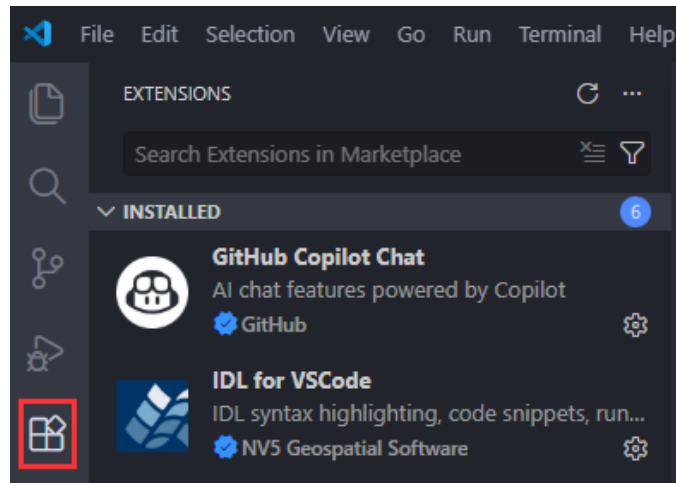 File Edit Selection View Go Run Terminal Help
EXTENSIONS
Search Extensions in Marketplace
INSTALLED 6
GitHub Copilot Chat
AI chat features powered by Copilot
GitHub
IDL for VSCode
IDL syntax highlighting, code snippets, run...
NV5 Geospatial Software